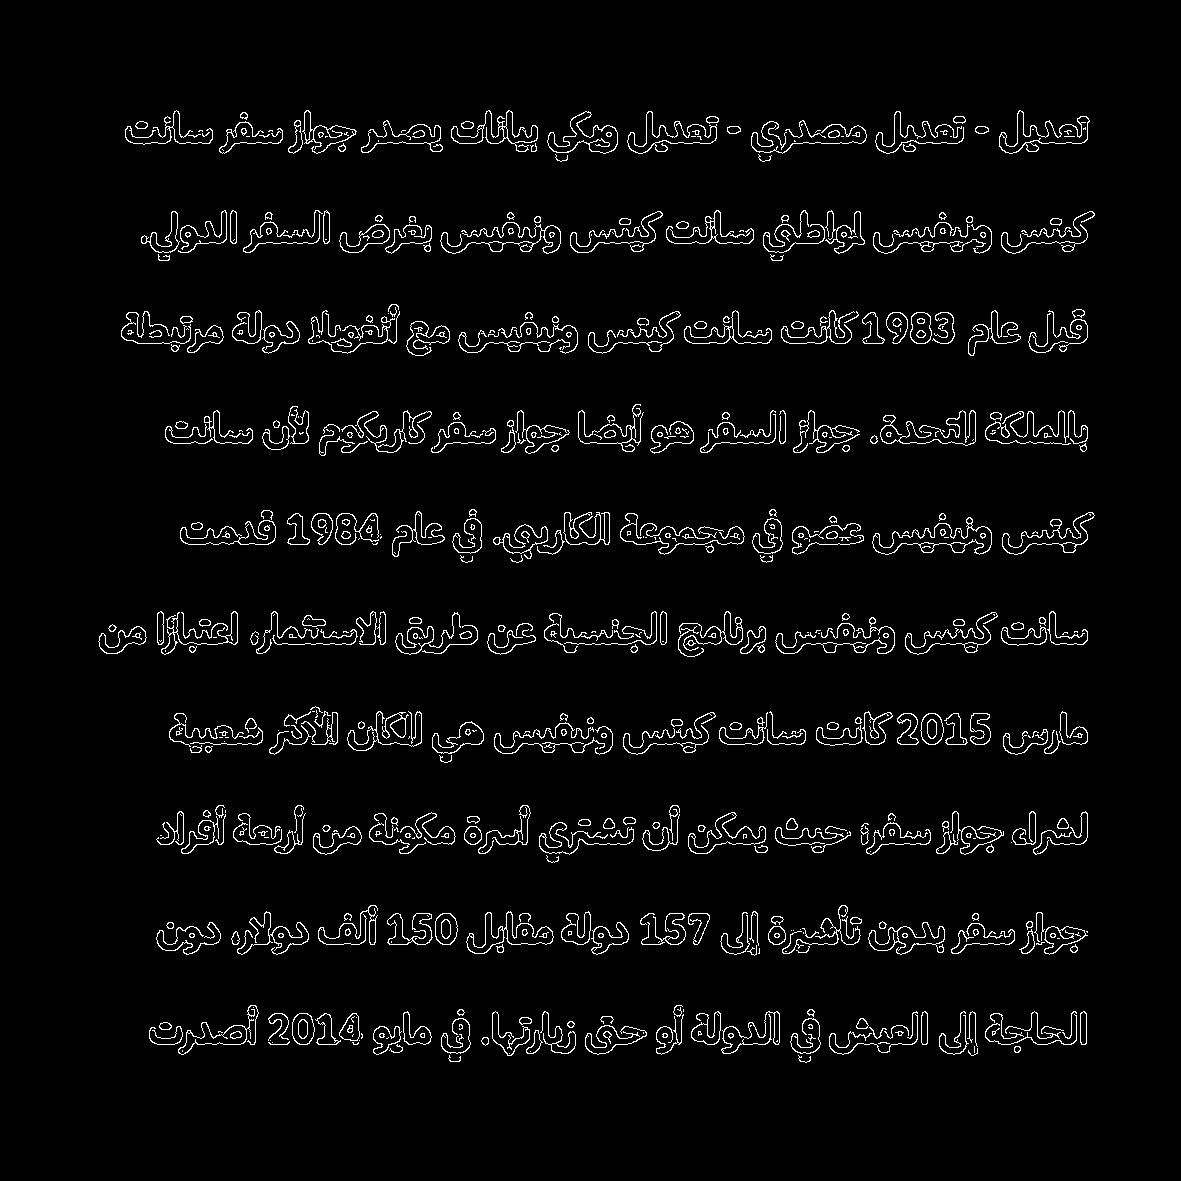 تعديل - تعديل مصدري - تعديل ويكي بيانات يصدر جواز سفر سانت
كيتس ونيفيس لمواطني سانت كيتس ونيفيس بغرض السفر الدولي.
قبل عام 1983 كانت سانت كيتس ونيفيس مع أنغويلا دولة مرتبطة
بالمملكة المتحدة. جواز السفر هو أيضا جواز سفر كاريكوم لأن سانت
كيتس ونيفيس عضو في مجموعة الكاريبي. في عام 1984 قدمت
سانت كيتس ونيفيس برنامج الجنسية عن طريق الاستثمار، اعتبارًا من
مارس 2015 كانت سانت كيتس ونيفيس هي المكان الأكثر شعبية
لشراء جواز سفر؛ حيث يمكن أن تشتري أسرة مكونة من أربعة أفراد
جواز سفر بدون تأشيرة إلى 157 دولة مقابل 150 ألف دولار، دون
الحاجة إلى العيش في الدولة أو حتى زيارتها. في مايو 2014 أصدرت